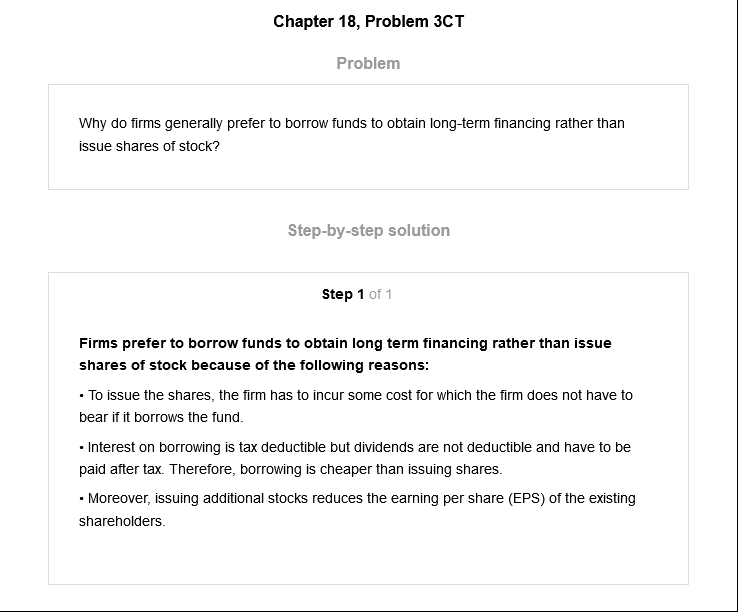 Chapter 18, Problem 3CT
Problem
Why do firms generally prefer to borrow funds to obtain long-term financing rather than
issue shares of stock?
Step-by-step solution
Step 1 of 1
Firms prefer to borrow funds to obtain long term financing rather than issue
shares of stock because of the following reasons:
• To issue the shares, the firm has to incur some cost for which the firm does not have to
bear if it borrows the fund.
• Interest on borrowing is tax deductible but dividends are not deductible and have to be
paid after tax. Therefore, borrowing is cheaper than issuing shares.
• Moreover, issuing additional stocks reduces the earning per share (EPS) of the existing
shareholders.